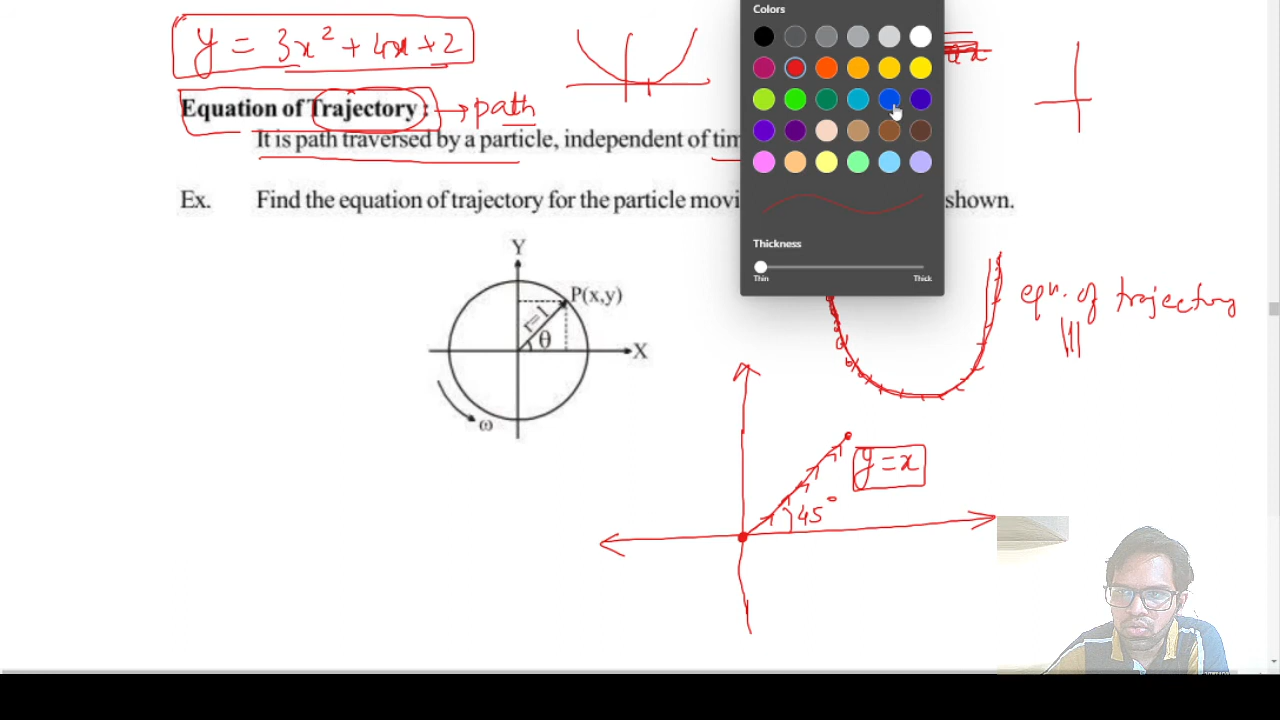 y = 3x² + 4x + 2
Colors
Equation of Trajectory : → path
It is path traversed by a particle, independent of tim
Ex. Find the equation of trajectory for the particle movi
shown.
Thickness
Thin Thick
Y
P(x,y)
r=1
θ
X
ω
eqn. of trajectory
y = x
45°